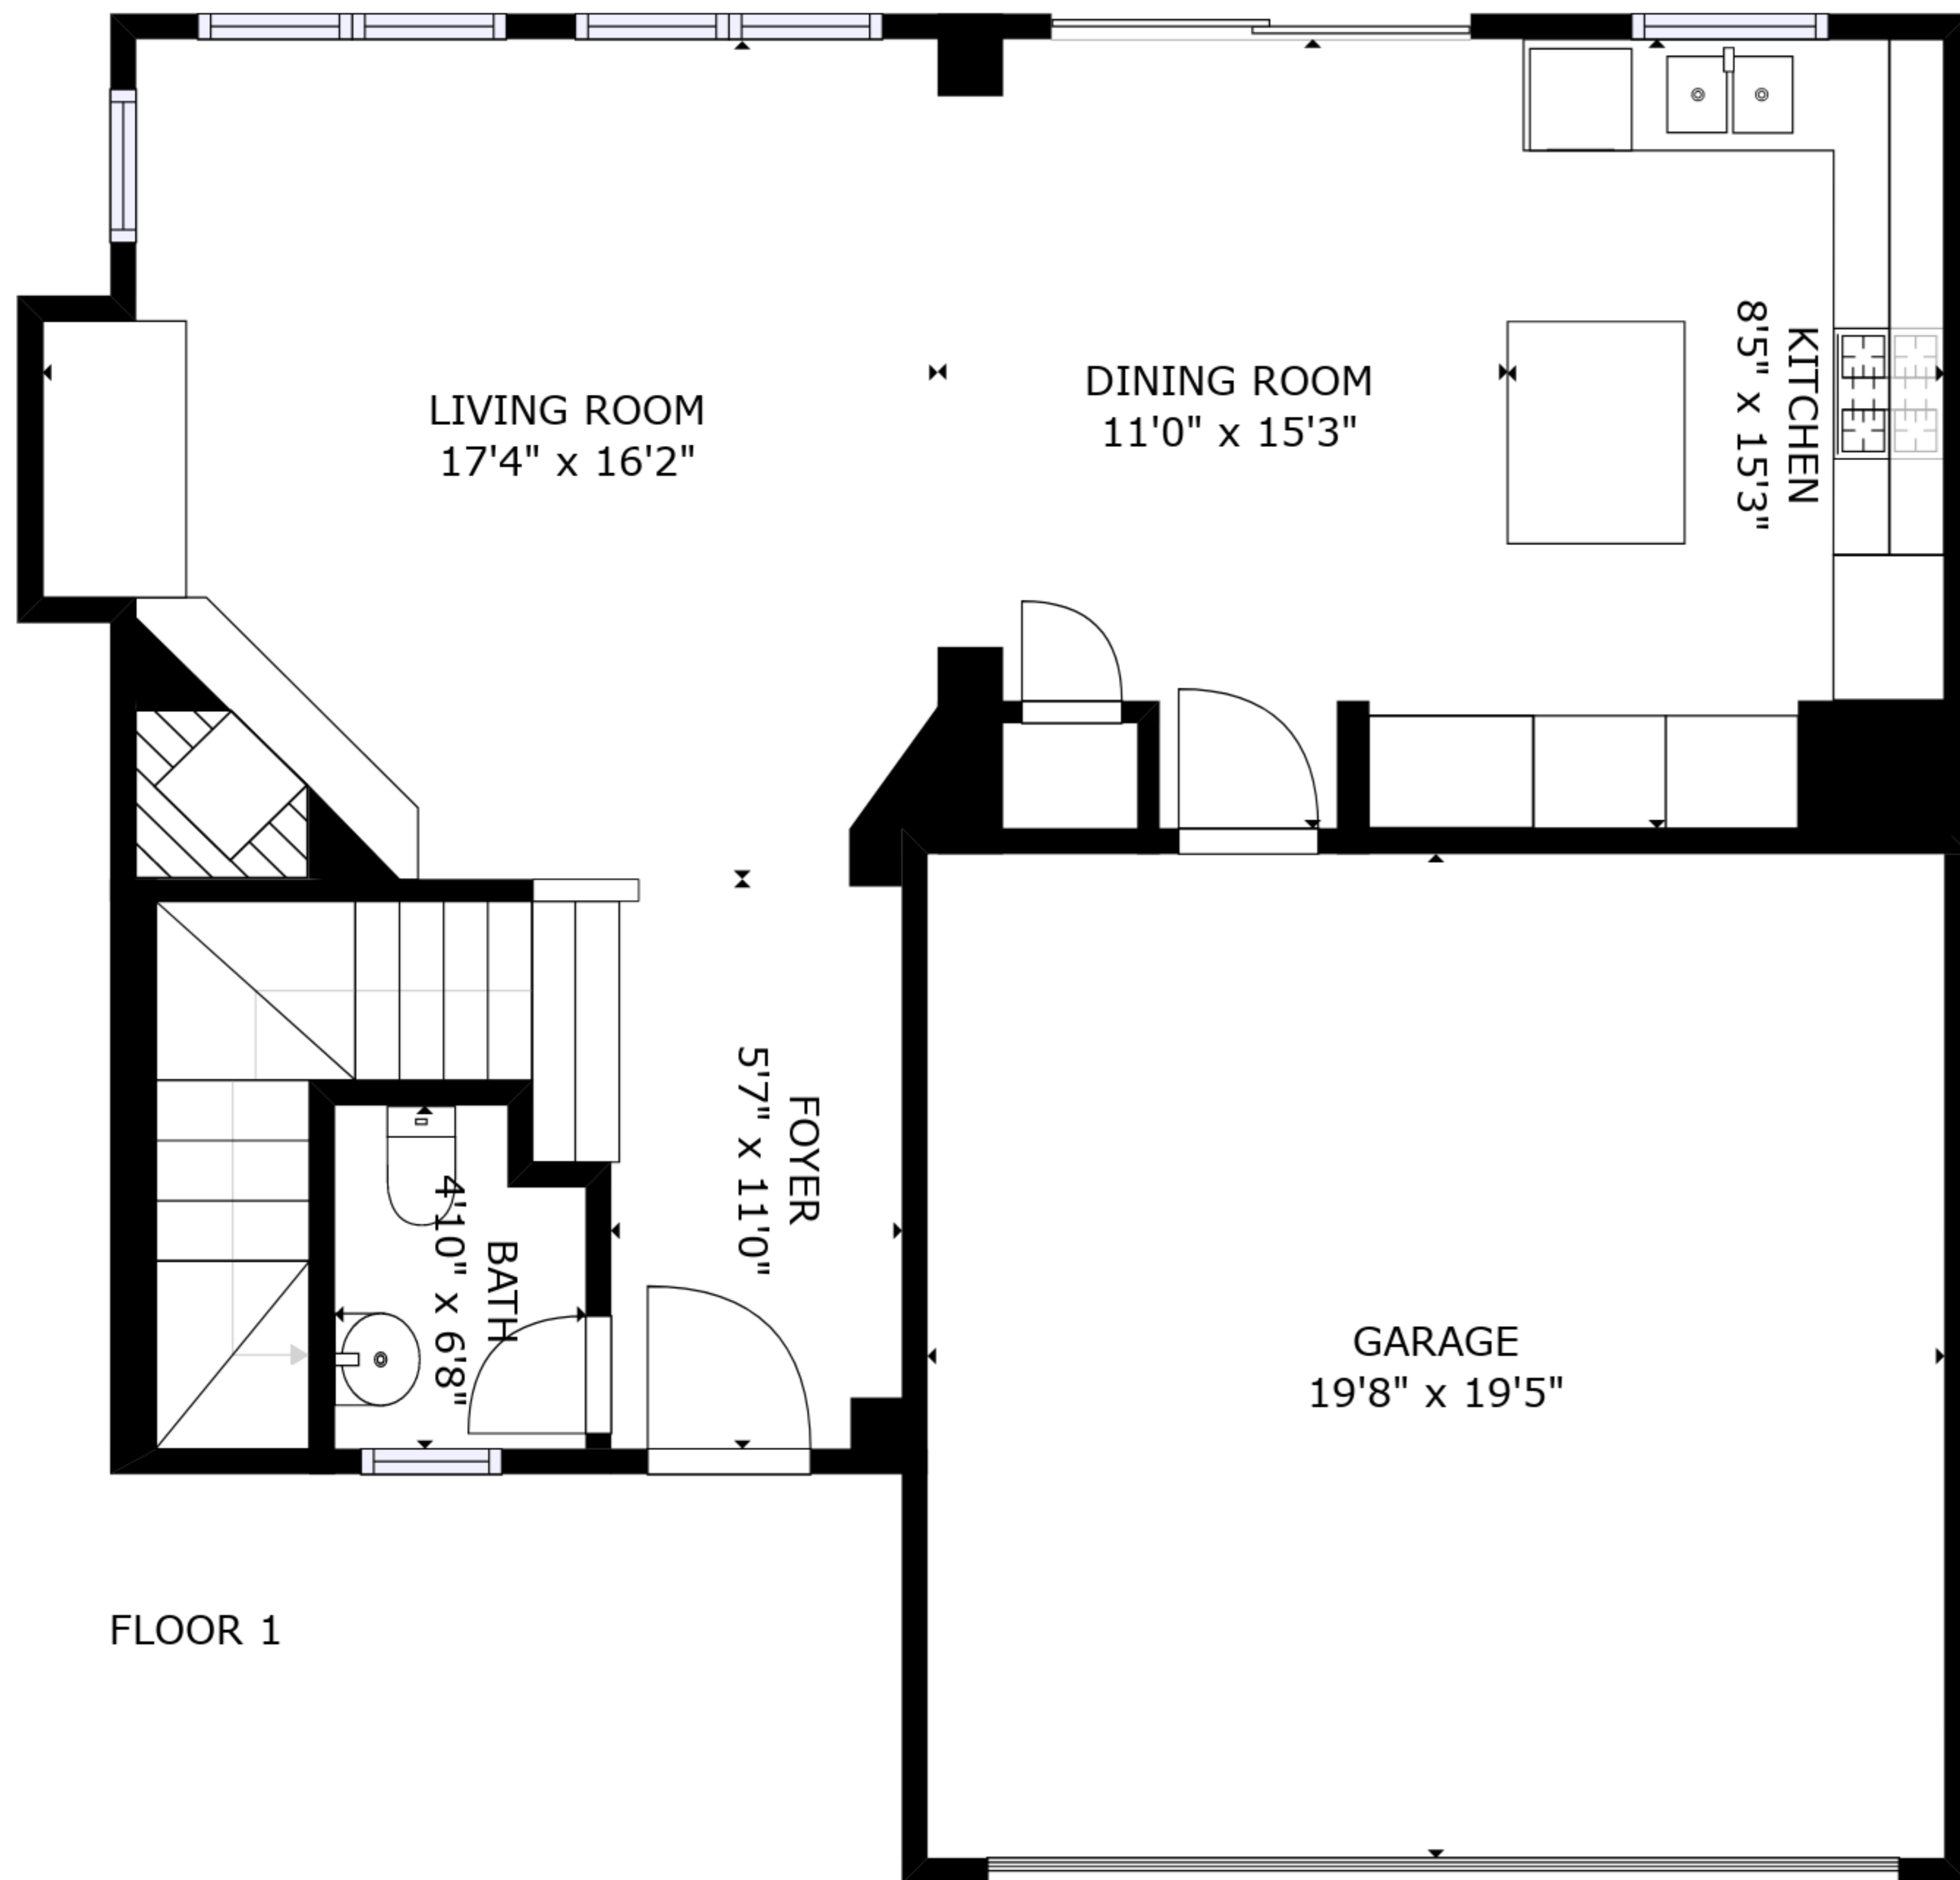 LIVING ROOM
17'4" x 16'2"
DINING ROOM
11'0" x 15'3"
KITCHEN
8'5" x 15'3"
FOYER
5'7" x 11'0"
BATH
4'10" x 6'8"
GARAGE
19'8" x 19'5"
FLOOR 1